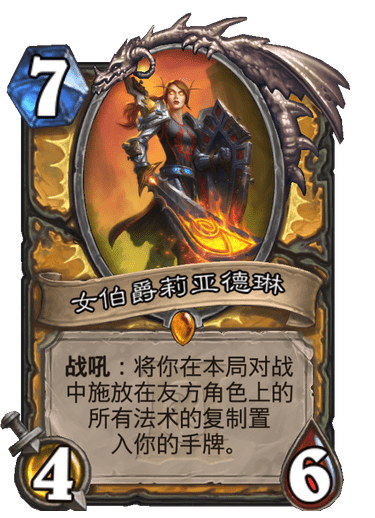 7
女伯爵莉亚德琳
战吼：将你在本局对战
中施放在友方角色上的
所有法术的复制置
入你的手牌。
4
6